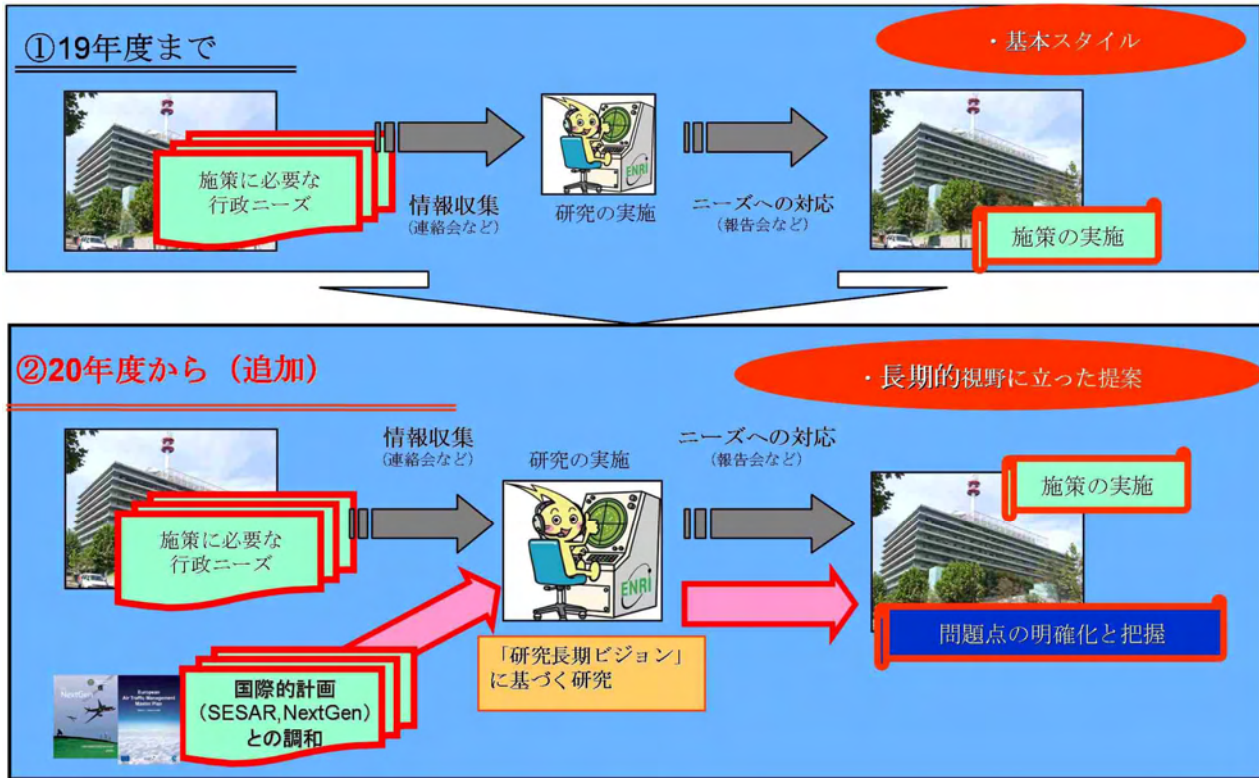 ①19年度まで
・基本スタイル
施策に必要な
行政ニーズ
情報収集
(連絡会など)
ENRI
研究の実施
ニーズへの対応
(報告会など)
施策の実施
②20年度から（追加）
・長期的視野に立った提案
施策に必要な
行政ニーズ
情報収集
(連絡会など)
研究の実施
ENRI
ニーズへの対応
(報告会など)
施策の実施
問題点の明確化と把握
「研究長期ビジョン」
に基づく研究
NextGen
European
Air Traffic Management
Master Plan
国際的計画
(SESAR,NextGen)
との調和